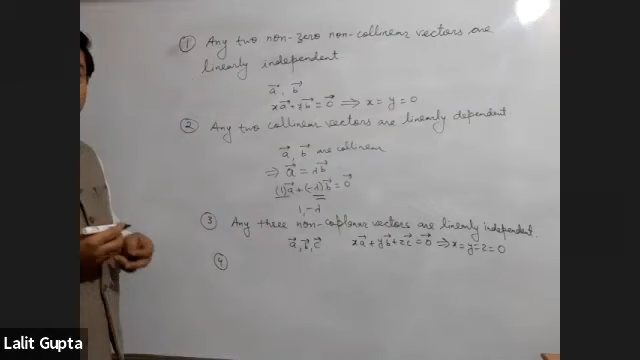 ① Any two non-zero non-collinear vectors are
linearly independent.
a⃗, b⃗
xa⃗ + yb⃗ = 0⃗ ⟹ x = y = 0
② Any two collinear vectors are linearly dependent.
a⃗, b⃗ are collinear
⇒ a⃗ = λb⃗
(1)a⃗ + (-λ)b⃗ = 0⃗
1, -λ
③ Any three non-coplanar vectors are linearly independent.
a⃗, b⃗, c⃗ xa⃗ + yb⃗ + zc⃗ = 0⃗ ⟹ x = y = z = 0
④
Lalit Gupta